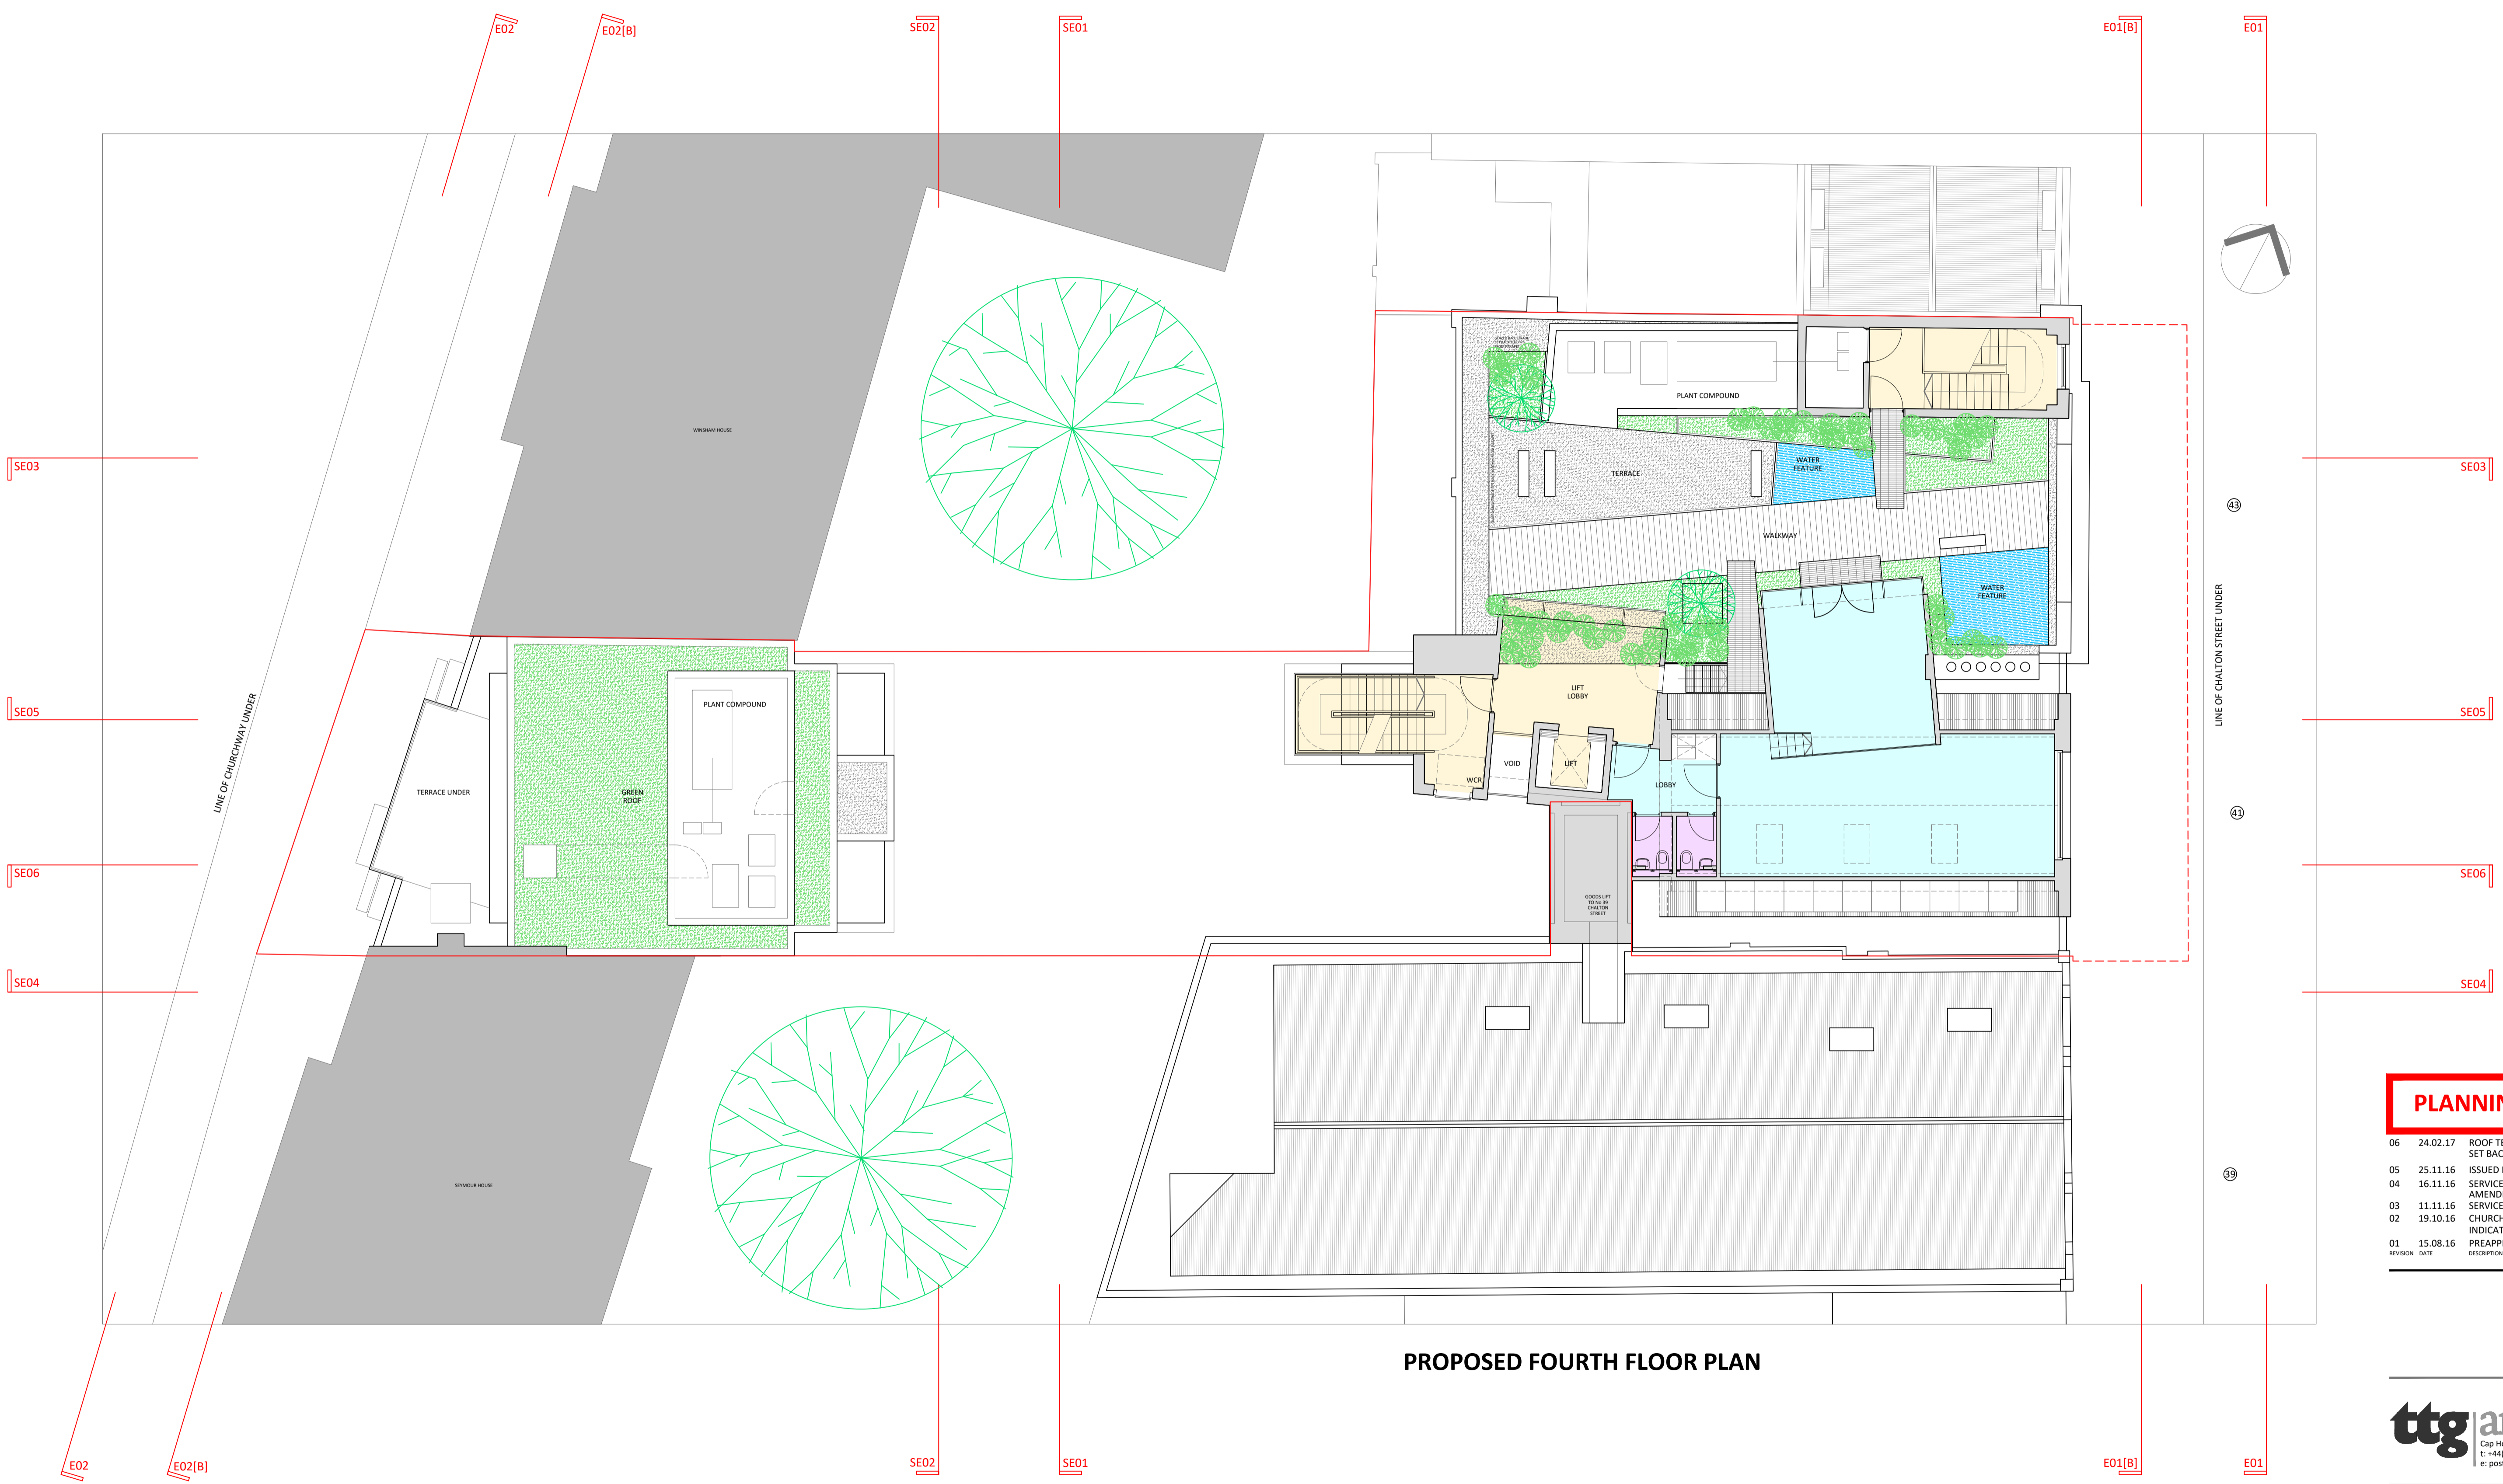 E02
E02[B]
SE02
SE01
E01[B]
E01
WINSHAM HOUSE
PLANT COMPOUND
SE03
TERRACE
WATER
FEATURE
SE03
43
WALKWAY
WATER
FEATURE
LINE OF CHALTON STREET UNDER
LINE OF CHURCHWAY UNDER
SE05
PLANT COMPOUND
LIFT
LOBBY
SE05
TERRACE UNDER
GREEN
ROOF
WCR
VOID
LIFT
LOBBY
41
SE06
GOODS LIFT
TO No 39
CHALTON
STREET
SE06
SE04
SE04
SEYMOUR HOUSE
39
PLANNIN
06 24.02.17 ROOF TE
SET BAC
05 25.11.16 ISSUED
04 16.11.16 SERVICE
AMEND
03 11.11.16 SERVICE
02 19.10.16 CHURCH
INDICAT
01 15.08.16 PREAPP
REVISION DATE DESCRIPTION
PROPOSED FOURTH FLOOR PLAN
ttg
Cap H
t: +44(
e: post
E02
E02[B]
SE02
SE01
E01[B]
E01